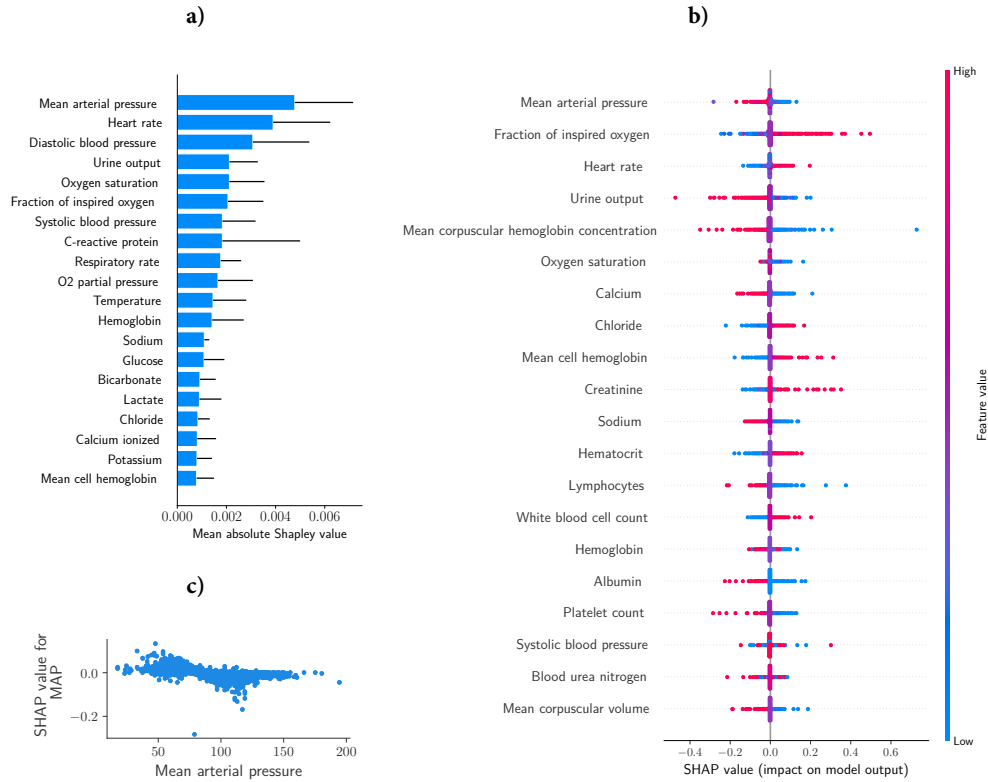 a)
Mean arterial pressure
Heart rate
Diastolic blood pressure
Urine output
Oxygen saturation
Fraction of inspired oxygen
Systolic blood pressure
C-reactive protein
Respiratory rate
O2 partial pressure
Temperature
Hemoglobin
Sodium
Glucose
Bicarbonate
Lactate
Chloride
Calcium ionized
Potassium
Mean cell hemoglobin
0.000 0.002 0.004 0.006
Mean absolute Shapley value
b)
High
Mean arterial pressure
Fraction of inspired oxygen
Heart rate
Urine output
Mean corpuscular hemoglobin concentration
Oxygen saturation
Calcium
Chloride
Mean cell hemoglobin
Creatinine
Sodium
Hematocrit
Lymphocytes
White blood cell count
Hemoglobin
Albumin
Platelet count
Systolic blood pressure
Blood urea nitrogen
Mean corpuscular volume
Low
Feature value
−0.4 −0.2 0.0 0.2 0.4 0.6
SHAP value (impact on model output)
c)
SHAP value for
MAP
0.0
−0.2
50 100 150 200
Mean arterial pressure